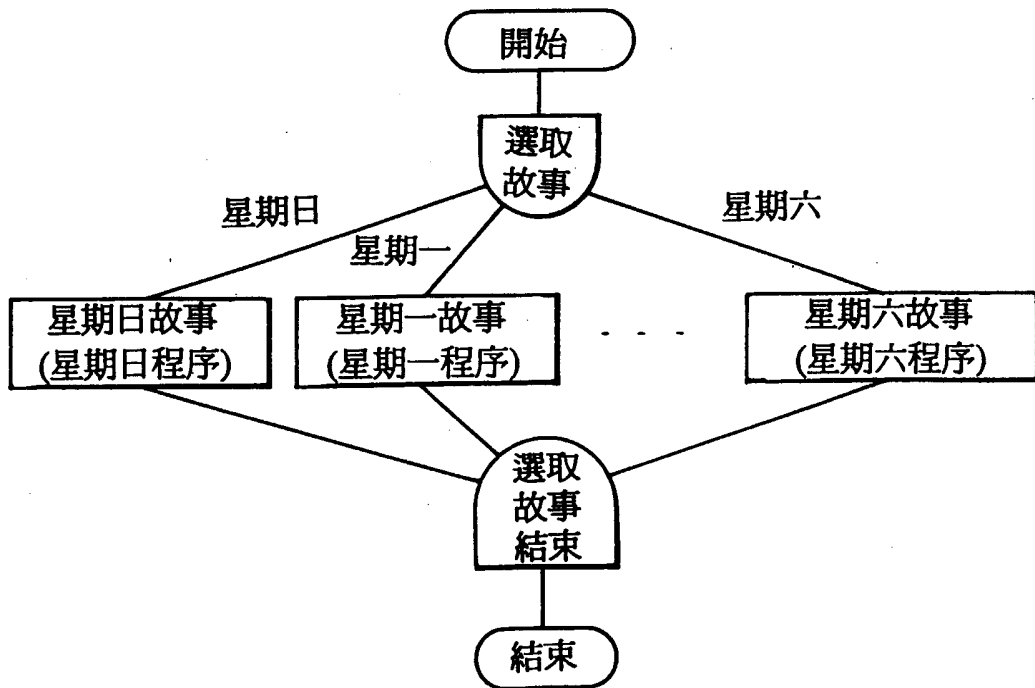 開始
選取
故事
星期日
星期一
星期六
星期日故事
(星期日程序)
星期一故事
(星期一程序)
- - - -
星期六故事
(星期六程序)
選取
故事
結束
結束